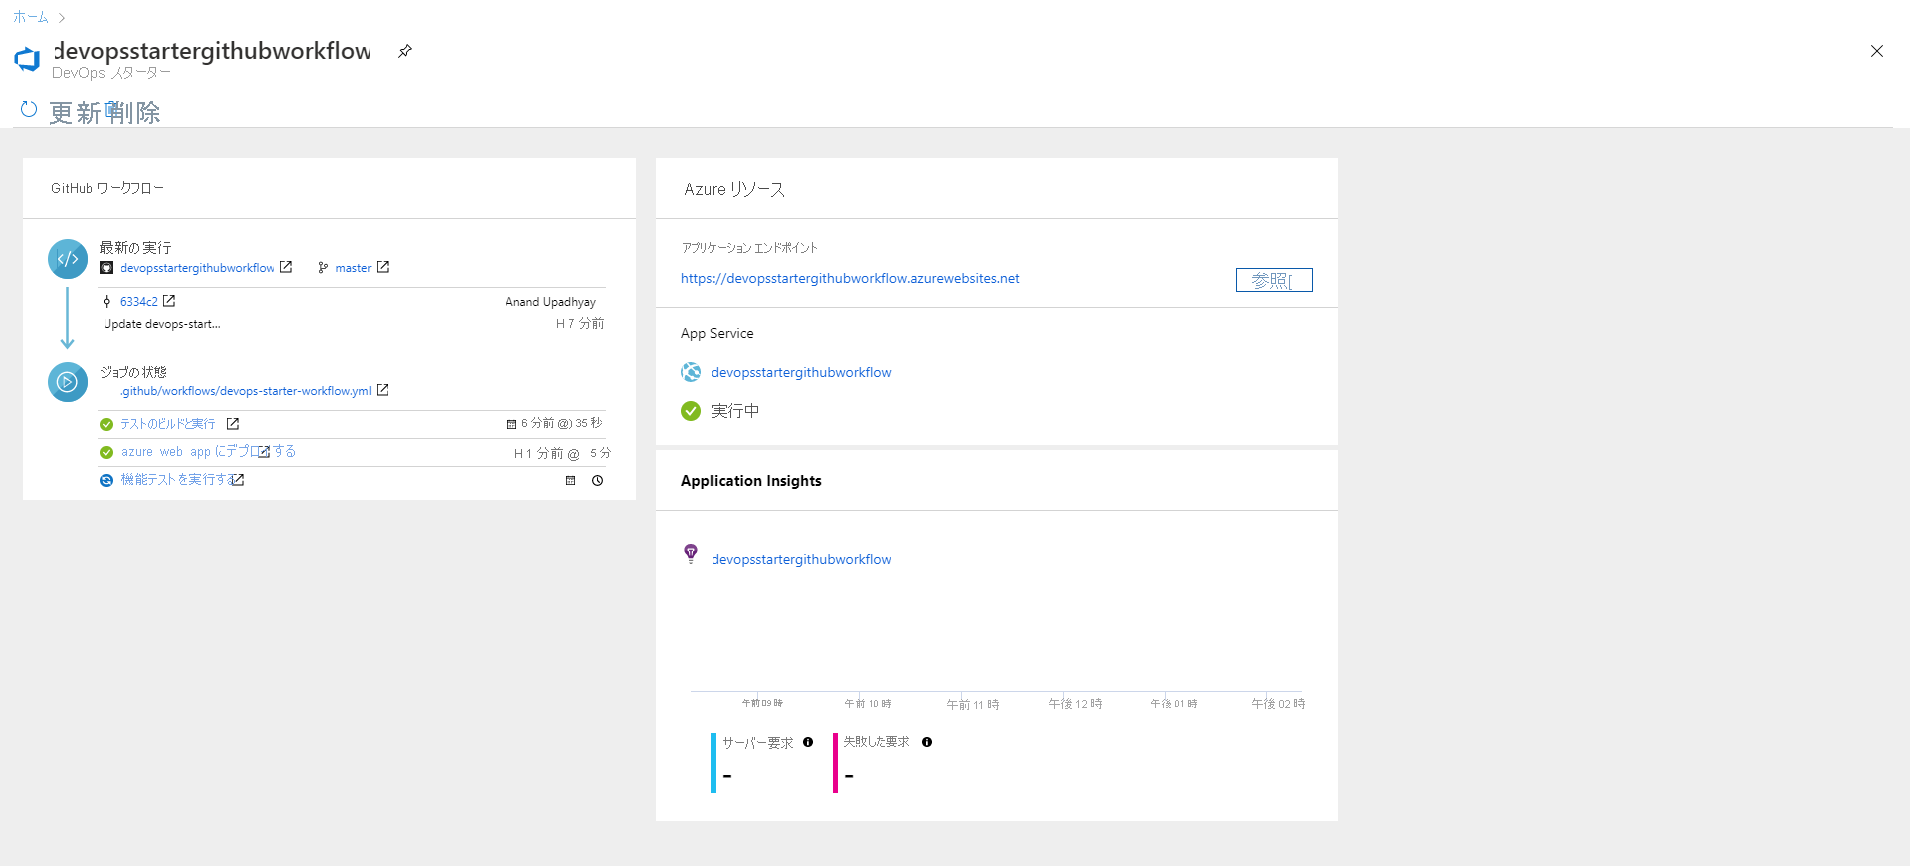 ホーム
devopsstartergithubworkflow
DevOps スターター
更新 削除
GitHub ワークフロー
最新の実行
devopsstartergithubworkflow master
6334c2 Anand Upadhyay
Update devops-start... H 7 分前
ジョブの状態
.github/workflows/devops-starter-workflow.yml
テストのビルドと実行 6 分前 @) 35 秒
azure web app にデプロイする H 1 分前 @ 5 分
機能テストを実行する
Azure リソース
アプリケーション エンドポイント
https://devopsstartergithubworkflow.azurewebsites.net 参照[
App Service
devopsstartergithubworkflow
実行中
Application Insights
devopsstartergithubworkflow
午前 09 時 午前 10 時 午前 11 時 午後 12 時 午後 01 時 午後 02 時
サーバー要求 失敗した要求
- -